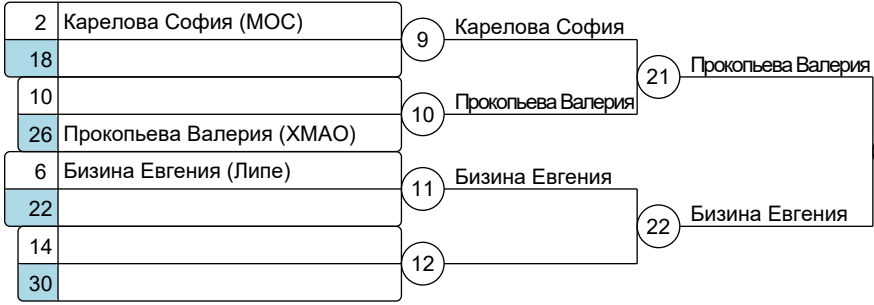 2 Карелова София (МОС)
18
10
26 Прокопьева Валерия (ХМАО)
6 Бизина Евгения (Липе)
22
14
30
9 Карелова София
10 Прокопьева Валерия
11 Бизина Евгения
12
21 Прокопьева Валерия
22 Бизина Евгения